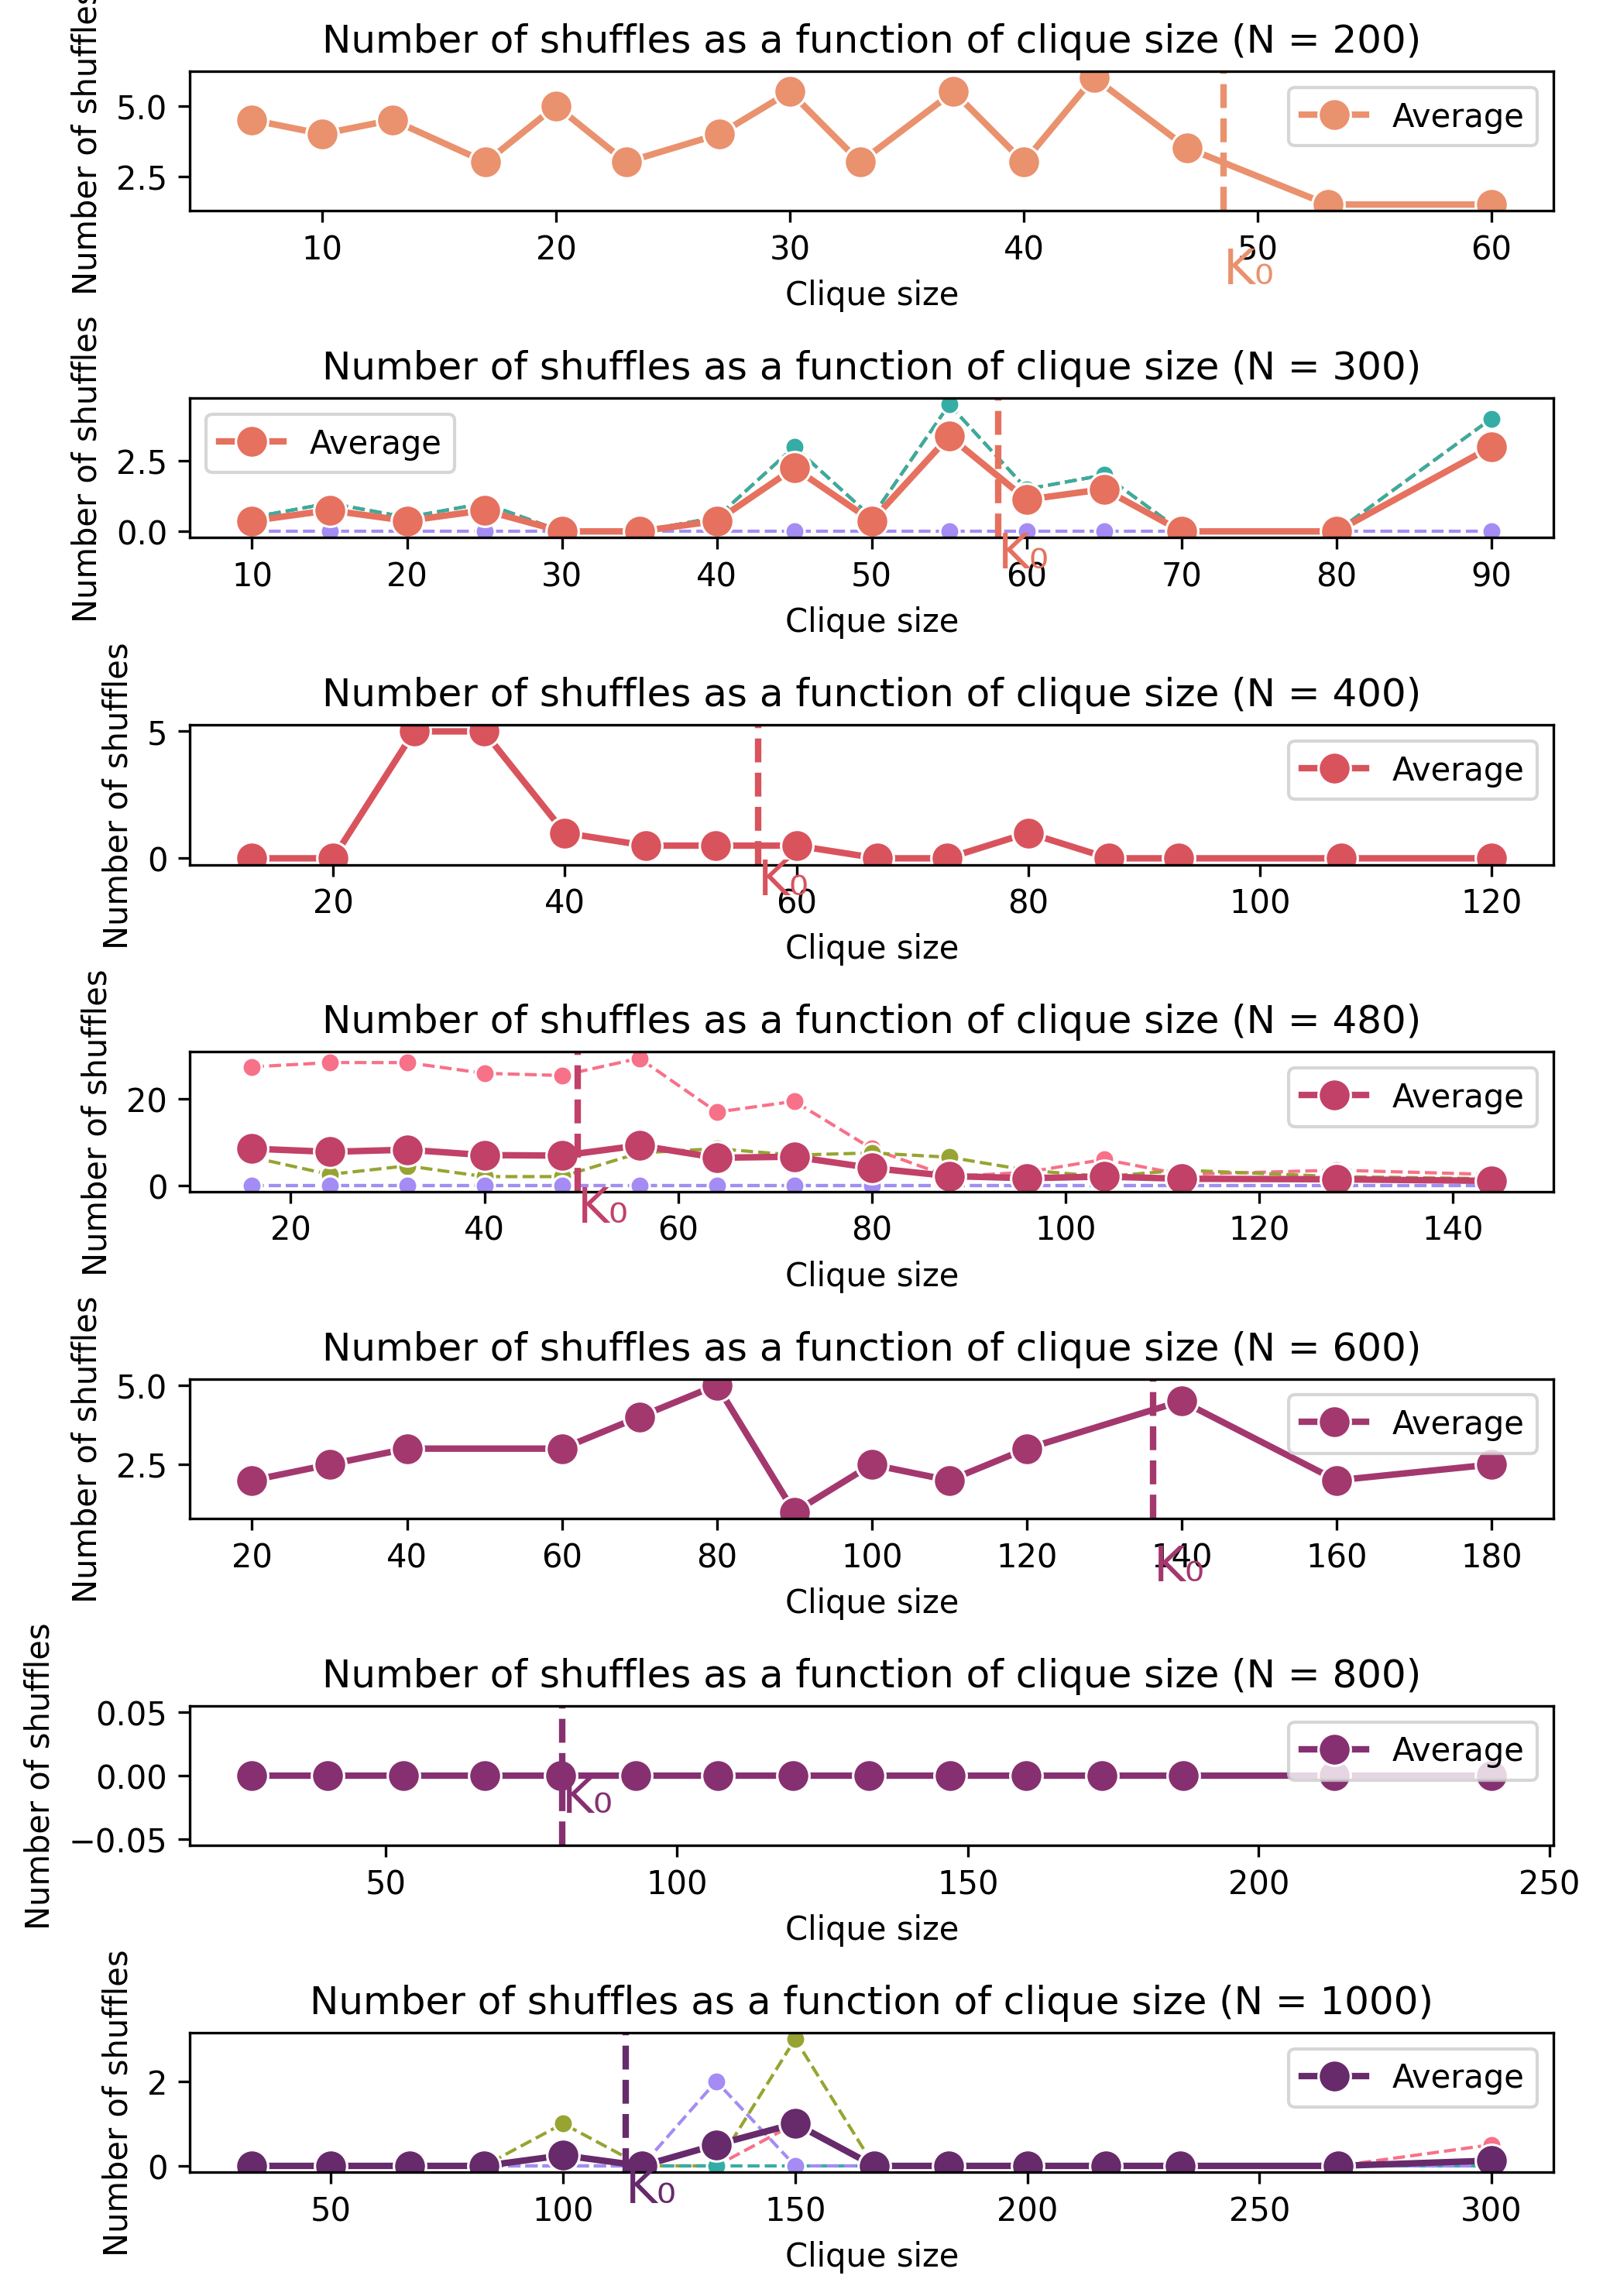 Number of shuffles as a function of clique size (N = 200)
Number of shuffles
5.0
2.5
Average
10 20 30 40 50 60
K₀
Clique size
Number of shuffles as a function of clique size (N = 300)
Number of shuffles
2.5
0.0
Average
10 20 30 40 50 60 70 80 90
K₀
Clique size
Number of shuffles as a function of clique size (N = 400)
Number of shuffles
5
0
Average
20 40 60 80 100 120
K₀
Clique size
Number of shuffles as a function of clique size (N = 480)
Number of shuffles
20
0
Average
20 40 60 80 100 120 140
K₀
Clique size
Number of shuffles as a function of clique size (N = 600)
Number of shuffles
5.0
2.5
Average
20 40 60 80 100 120 140 160 180
K₀
Clique size
Number of shuffles as a function of clique size (N = 800)
Number of shuffles
0.05
0.00
−0.05
Average
K₀
50 100 150 200 250
Clique size
Number of shuffles as a function of clique size (N = 1000)
Number of shuffles
2
0
Average
K₀
50 100 150 200 250 300
Clique size